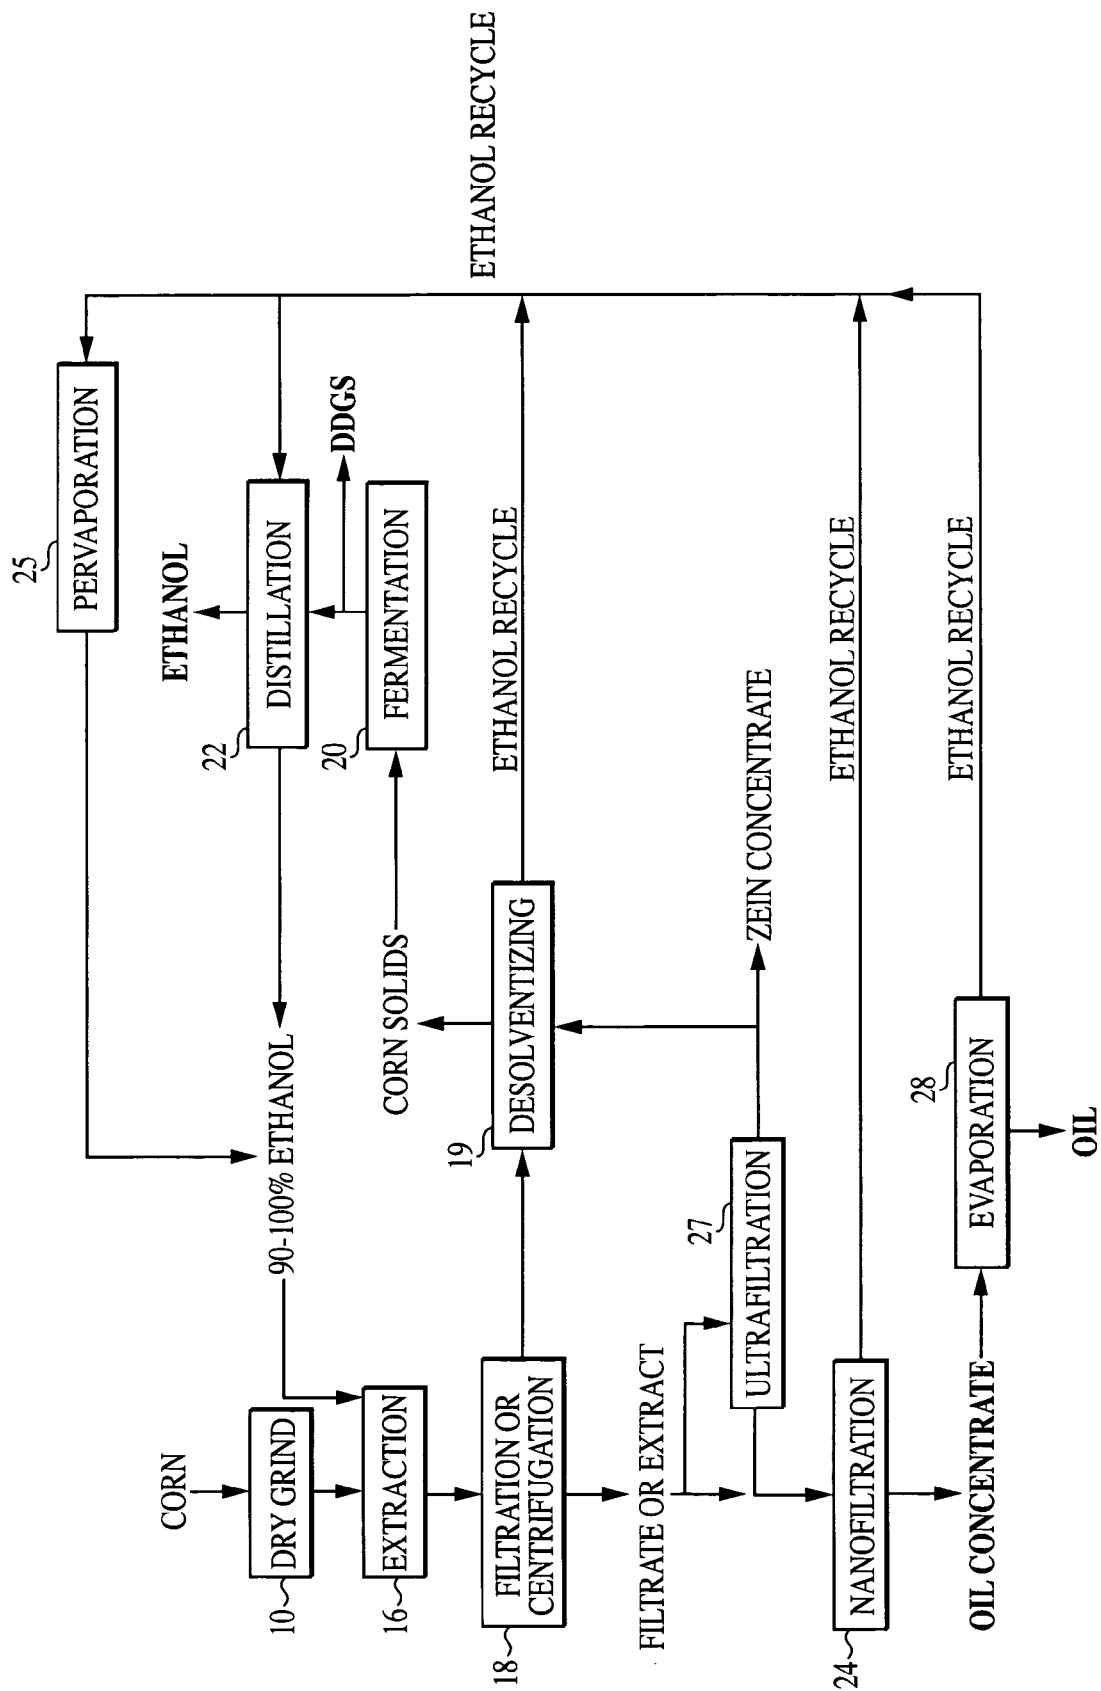 CORN
DRY GRIND
10
EXTRACTION
16
FILTRATION OR
CENTRIFUGATION
18
FILTRATE OR EXTRACT
NANOFILTRATION
24
OIL CONCENTRATE
90-100% ETHANOL
ULTRAFILTRATION
27
EVAPORATION
28
OIL
DESOLVENTIZING
19
CORN SOLIDS
ZEIN CONCENTRATE
PERVAPORATION
25
ETHANOL
DISTILLATION
22
FERMENTATION
20
DDGS
ETHANOL RECYCLE
ETHANOL RECYCLE
ETHANOL RECYCLE
ETHANOL RECYCLE